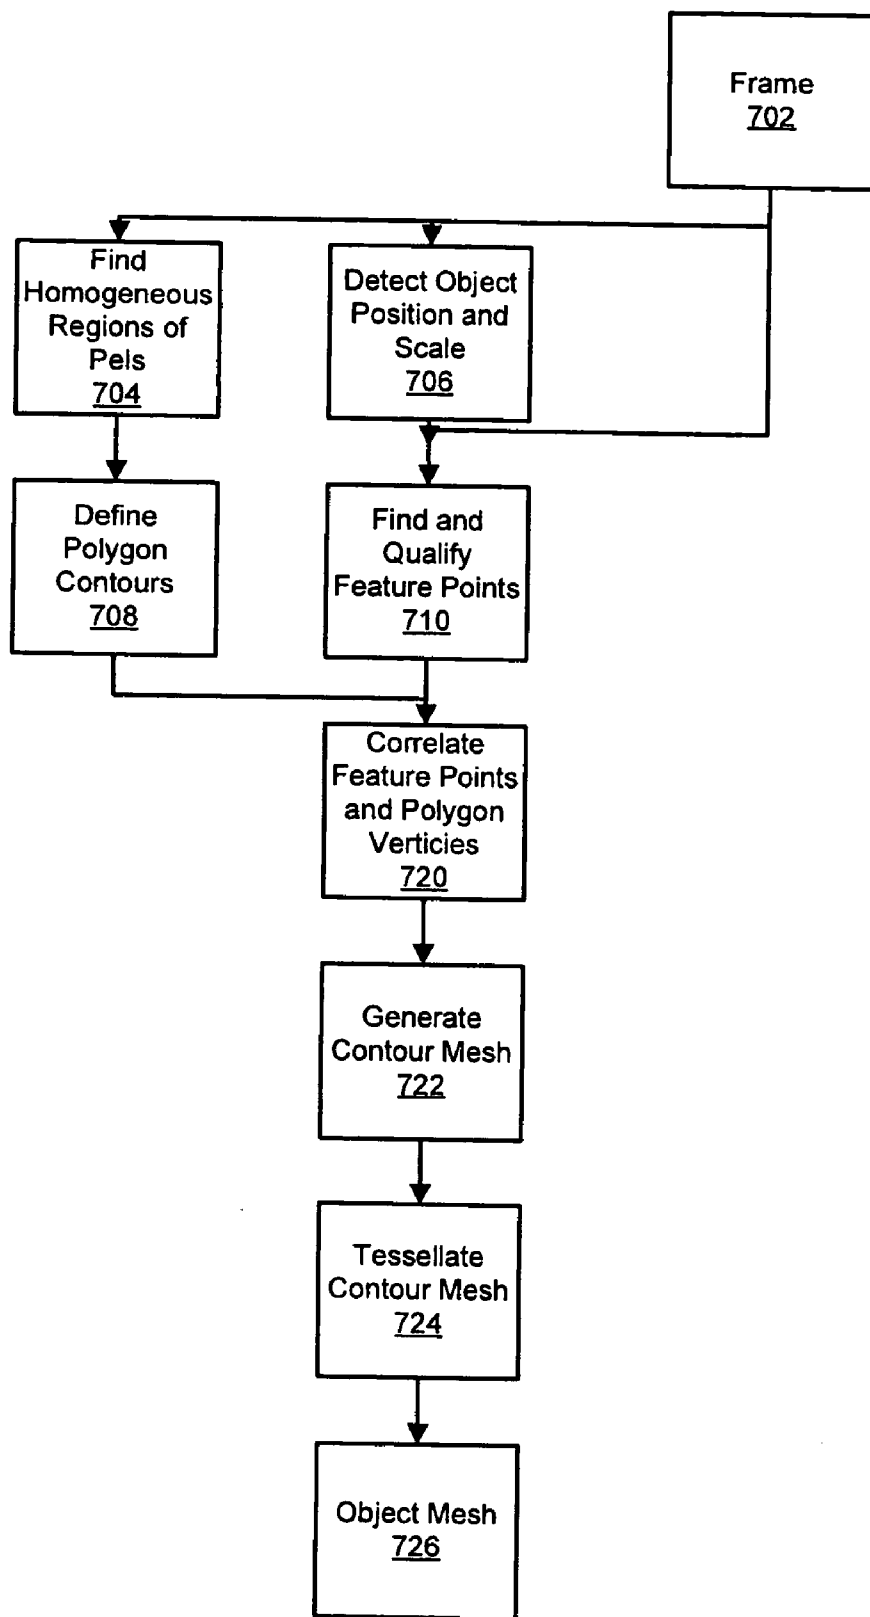 Frame
702
Find
Homogeneous
Regions of
Pels
704
Detect Object
Position and
Scale
706
Define
Polygon
Contours
708
Find and
Qualify
Feature Points
710
Correlate
Feature Points
and Polygon
Verticies
720
Generate
Contour Mesh
722
Tessellate
Contour Mesh
724
Object Mesh
726